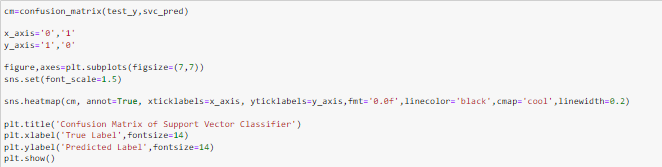 cm=confusion_matrix(test_y,svc_pred)
x_axis='0','1'
y_axis='1','0'
figure,axes=plt.subplots(figsize=(7,7))
sns.set(font_scale=1.5)
sns.heatmap(cm, annot=True, xticklabels=x_axis, yticklabels=y_axis,fmt='0.0f',linecolor='black',cmap='cool',linewidth=0.2)
plt.title('Confusion Matrix of Support Vector Classifier')
plt.xlabel('True Label',fontsize=14)
plt.ylabel('Predicted Label',fontsize=14)
plt.show()